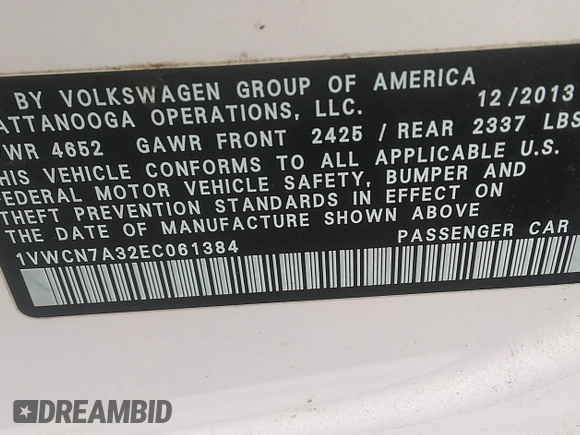 BY VOLKSWAGEN GROUP OF AMERICA
ATTANOOGA OPERATIONS, LLC. 12/2013
WR 4652 GAWR FRONT 2425 / REAR 2337 LBS
HIS VEHICLE CONFORMS TO ALL APPLICABLE U.S.
FEDERAL MOTOR VEHICLE SAFETY, BUMPER AND
THEFT PREVENTION STANDARDS IN EFFECT ON
THE DATE OF MANUFACTURE SHOWN ABOVE
1VWCN7A32EC061384 PASSENGER CAR
DREAMBID